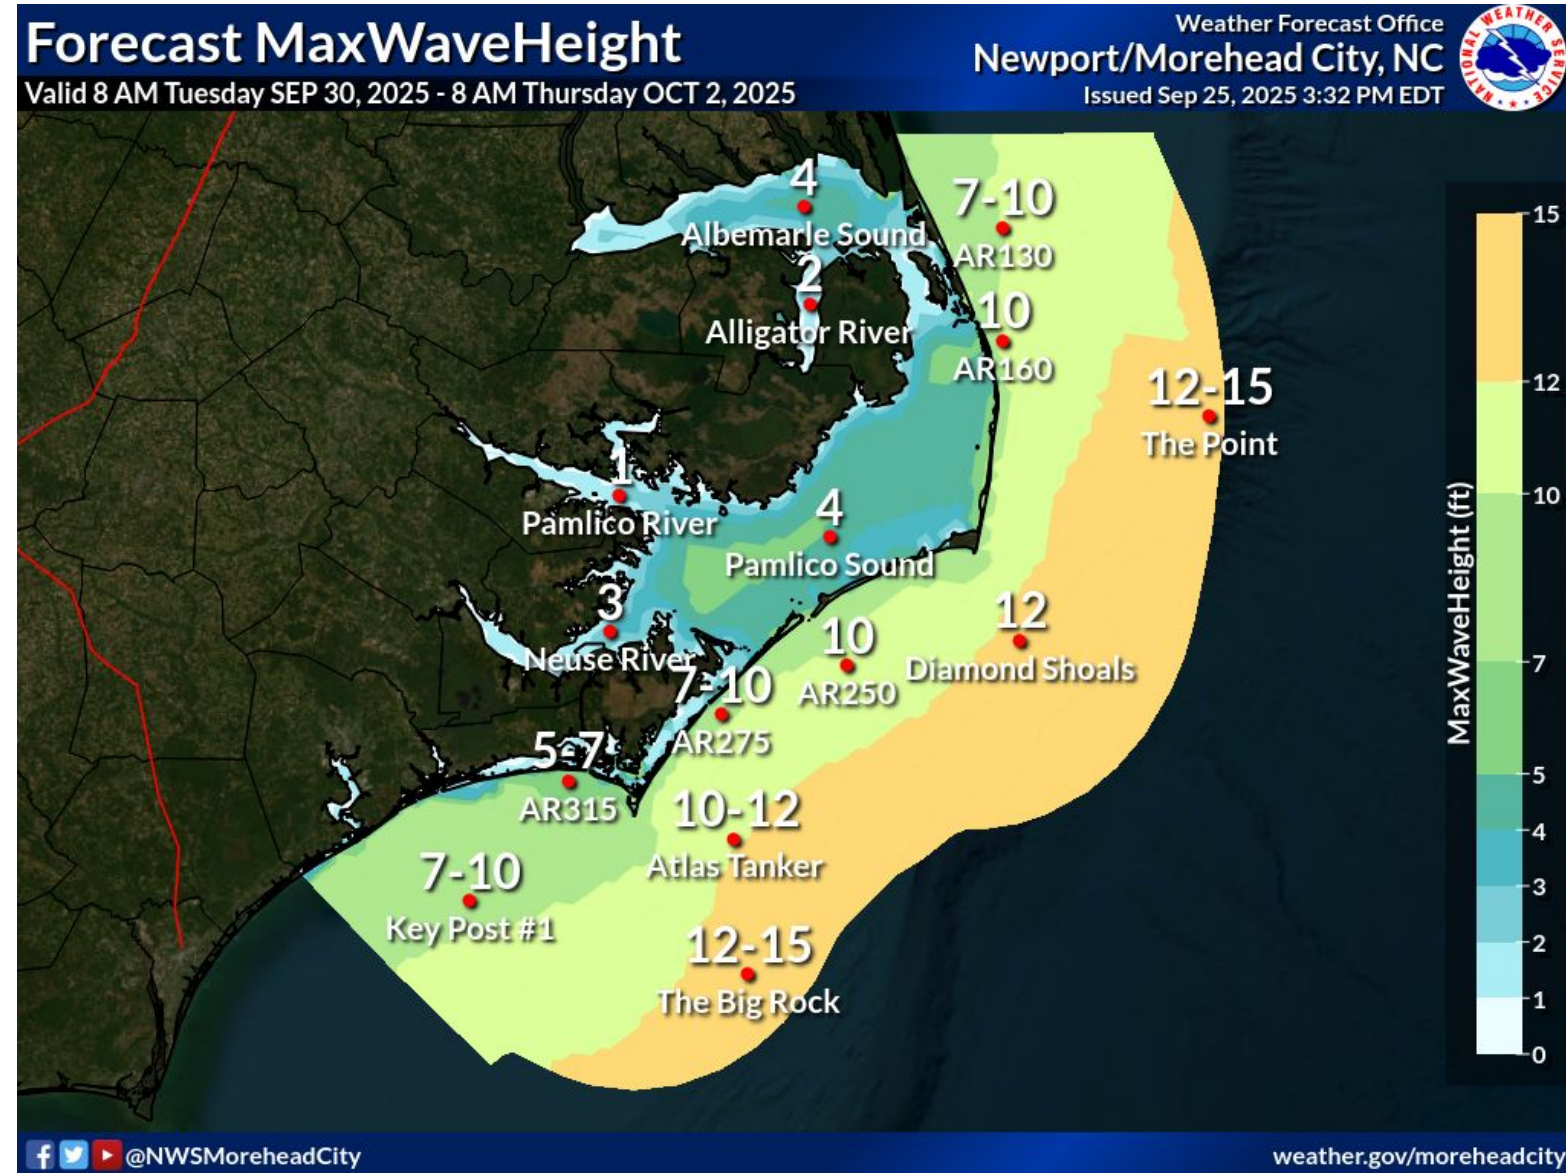 Forecast MaxWaveHeight
Valid 8 AM Tuesday SEP 30, 2025 - 8 AM Thursday OCT 2, 2025
Weather Forecast Office
Newport/Morehead City, NC
Issued Sep 25, 2025 3:32 PM EDT
NATIONAL WEATHER SERVICE
4
Albemarle Sound
2
Alligator River
7-10
AR130
10
AR160
12-15
The Point
1
Pamlico River
4
Pamlico Sound
3
Neuse River
12
Diamond Shoals
10
AR250
7-10
AR275
5-7
AR315
10-12
Atlas Tanker
7-10
Key Post #1
12-15
The Big Rock
MaxWaveHeight (ft)
15
12
10
7
5
4
3
2
1
0
@NWSMoreheadCity
weather.gov/moreheadcity